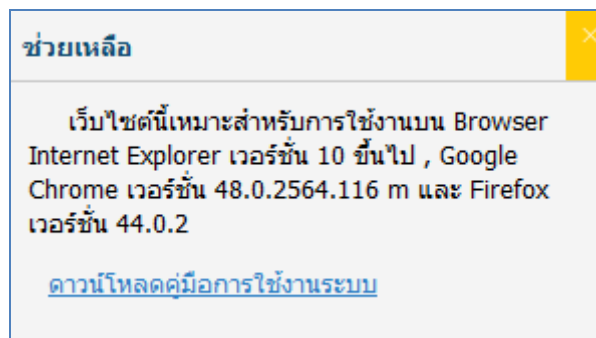 ช่วยเหลือ
เว็บไซต์นี้เหมาะสำหรับการใช้งานบน Browser
Internet Explorer เวอร์ชั่น 10 ขึ้นไป , Google
Chrome เวอร์ชั่น 48.0.2564.116 m และ Firefox
เวอร์ชั่น 44.0.2
ดาวน์โหลดคู่มือการใช้งานระบบ